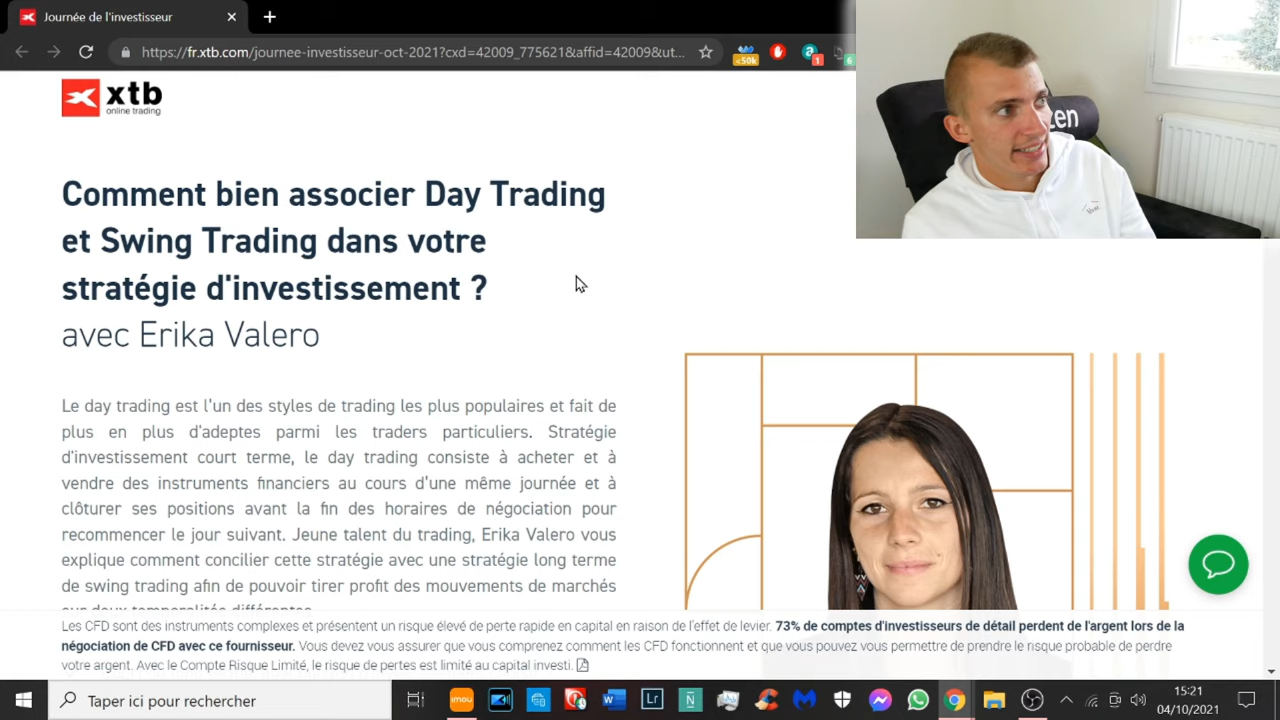 Journée de l'investisseur
https://fr.xtb.com/journee-investisseur-oct-2021?cxd=42009_775621&affid=42009&ut...
<50k
1
6
xtb
online trading
zen
Comment bien associer Day Trading
et Swing Trading dans votre
stratégie d'investissement ?
avec Erika Valero
Le day trading est l'un des styles de trading les plus populaires et fait de
plus en plus d'adeptes parmi les traders particuliers. Stratégie
d'investissement court terme, le day trading consiste à acheter et à
vendre des instruments financiers au cours d'une même journée et à
clôturer ses positions avant la fin des horaires de négociation pour
recommencer le jour suivant. Jeune talent du trading, Erika Valero vous
explique comment concilier cette stratégie avec une stratégie long terme
de swing trading afin de pouvoir tirer profit des mouvements de marchés
sur deux temporalités différentes.
Les CFD sont des instruments complexes et présentent un risque élevé de perte rapide en capital en raison de l'effet de levier. 73% de comptes d'investisseurs de détail perdent de l'argent lors de la
négociation de CFD avec ce fournisseur. Vous devez vous assurer que vous comprenez comment les CFD fonctionnent et que vous pouvez vous permettre de prendre le risque probable de perdre
votre argent. Avec le Compte Risque Limité, le risque de pertes est limité au capital investi.
Taper ici pour rechercher
imou
W
Lr
N
15:21
04/10/2021